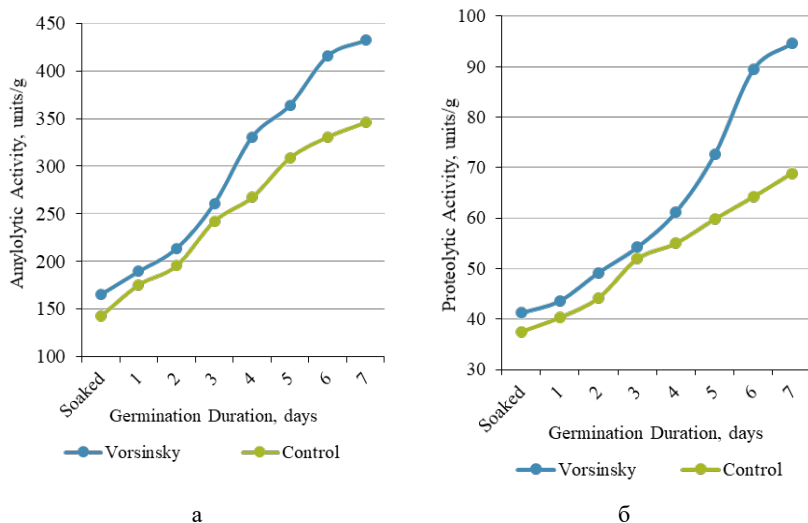 Amylolytic Activity, units/g
450
400
350
300
250
200
150
100
Soaked
1
2
3
4
5
6
7
Germination Duration, days
Vorsinsky
Control
а
Proteolytic Activity, units/g
100
90
80
70
60
50
40
30
Soaked
1
2
3
4
5
6
7
Germination Duration, days
Vorsinsky
Control
б